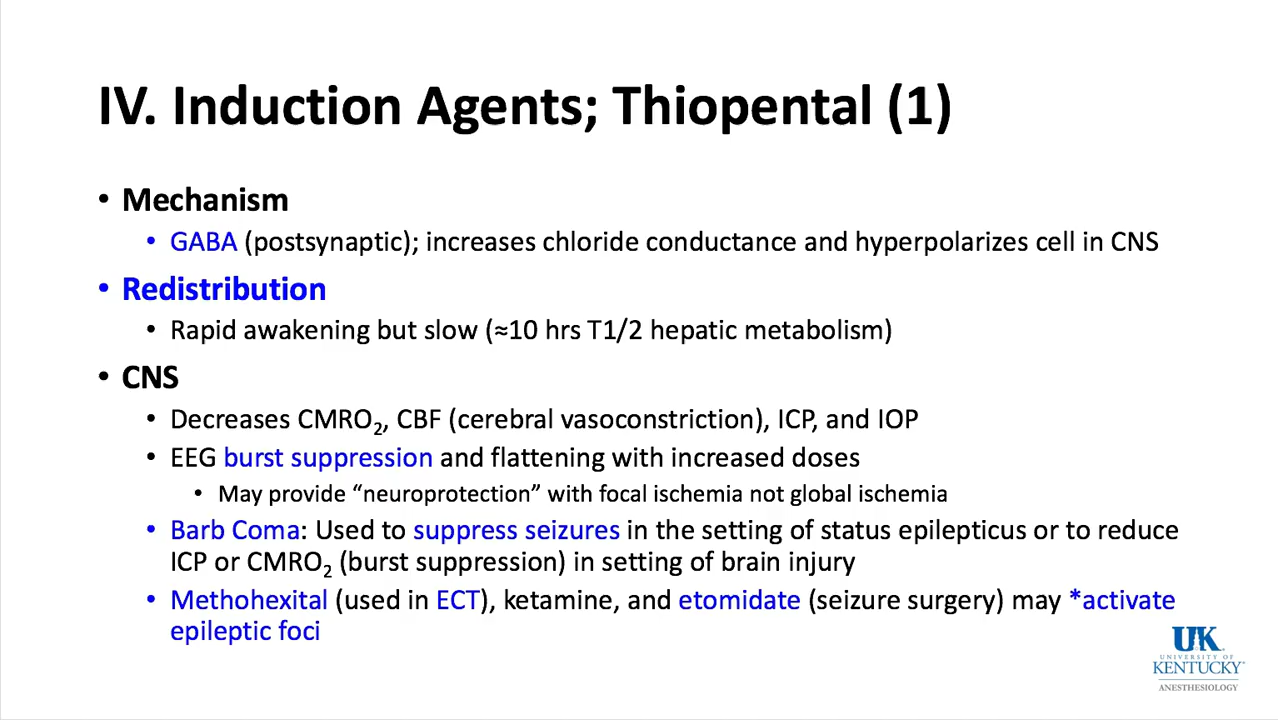 IV. Induction Agents; Thiopental (1)
• Mechanism
• GABA (postsynaptic); increases chloride conductance and hyperpolarizes cell in CNS
• Redistribution
• Rapid awakening but slow (≈10 hrs T1/2 hepatic metabolism)
• CNS
• Decreases CMRO₂, CBF (cerebral vasoconstriction), ICP, and IOP
• EEG burst suppression and flattening with increased doses
• May provide “neuroprotection” with focal ischemia not global ischemia
• Barb Coma: Used to suppress seizures in the setting of status epilepticus or to reduce
ICP or CMRO₂ (burst suppression) in setting of brain injury
• Methohexital (used in ECT), ketamine, and etomidate (seizure surgery) may *activate
epileptic foci
UK
UNIVERSITY OF
KENTUCKY
ANESTHESIOLOGY